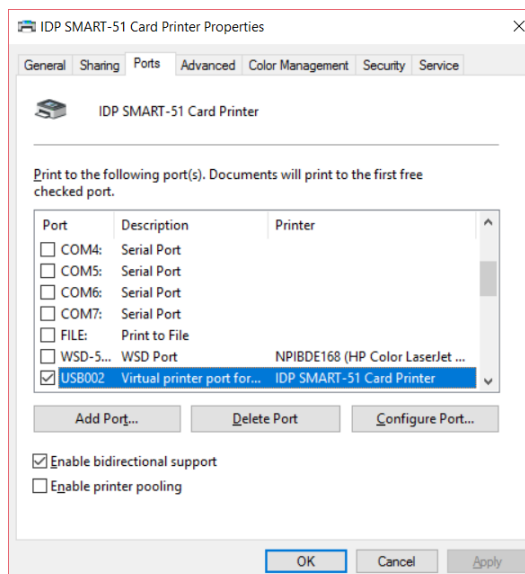 IDP SMART-51 Card Printer Properties
General Sharing Ports Advanced Color Management Security Service
IDP SMART-51 Card Printer
Print to the following port(s). Documents will print to the first free
checked port.
Port Description Printer
COM4: Serial Port
COM5: Serial Port
COM6: Serial Port
COM7: Serial Port
FILE: Print to File
WSD-5... WSD Port NPIBDE168 (HP Color LaserJet ...
USB002 Virtual printer port for... IDP SMART-51 Card Printer
Add Port... Delete Port Configure Port...
Enable bidirectional support
Enable printer pooling
OK Cancel Apply